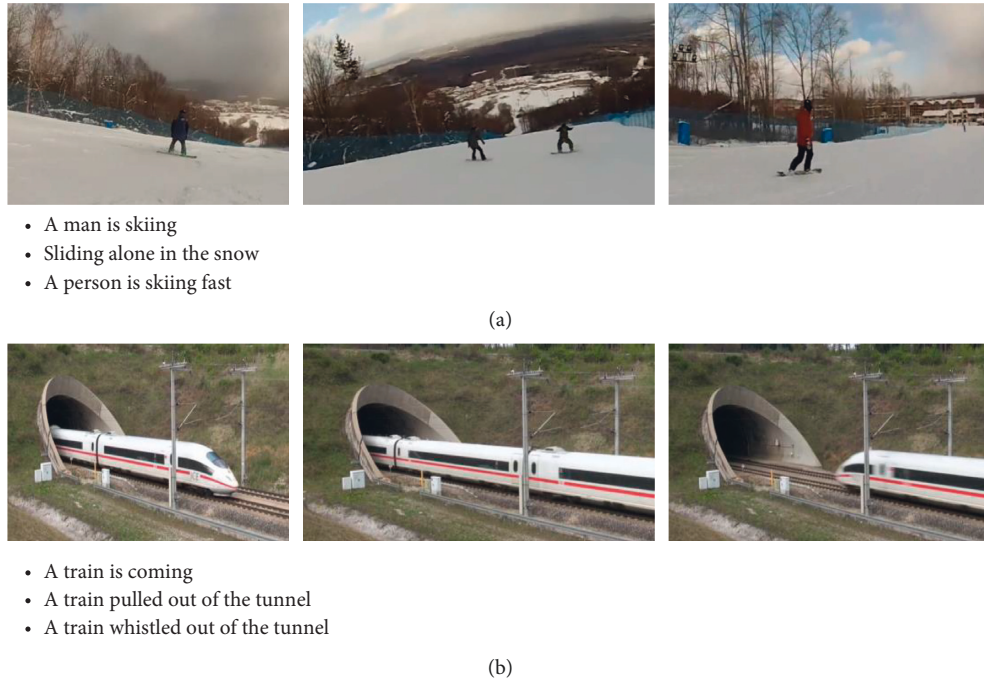 • A man is skiing
• Sliding alone in the snow
• A person is skiing fast
(a)
• A train is coming
• A train pulled out of the tunnel
• A train whistled out of the tunnel
(b)